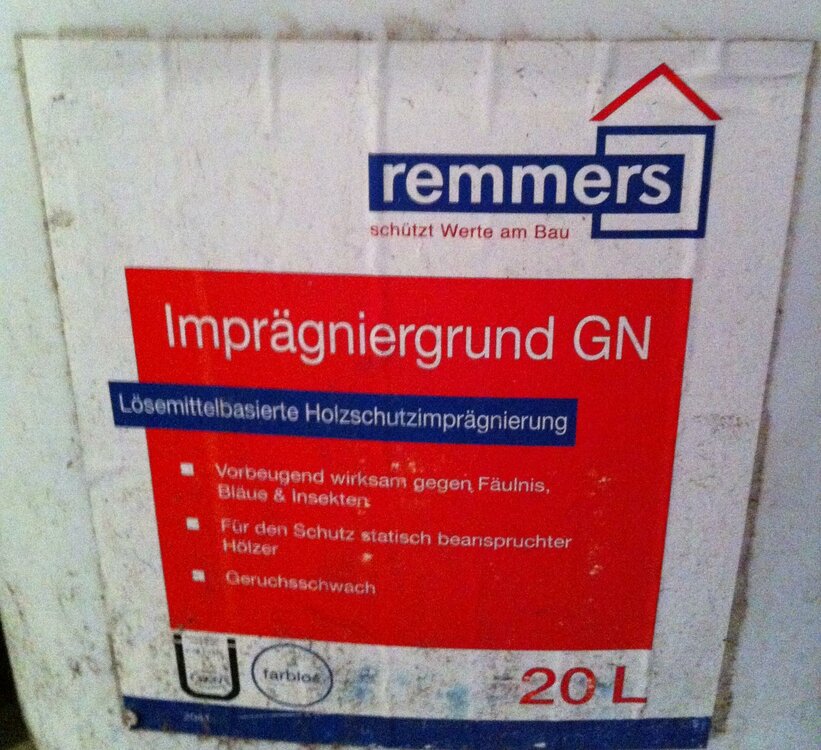 remmers
schützt Werte am Bau
Imprägniergrund GN
Lösemittelbasierte Holzschutzimprägnierung
Vorbeugend wirksam gegen Fäulnis,
Bläue & Insekten
Für den Schutz statisch beanspruchter
Hölzer
Geruchsschwach
farblos
20 L